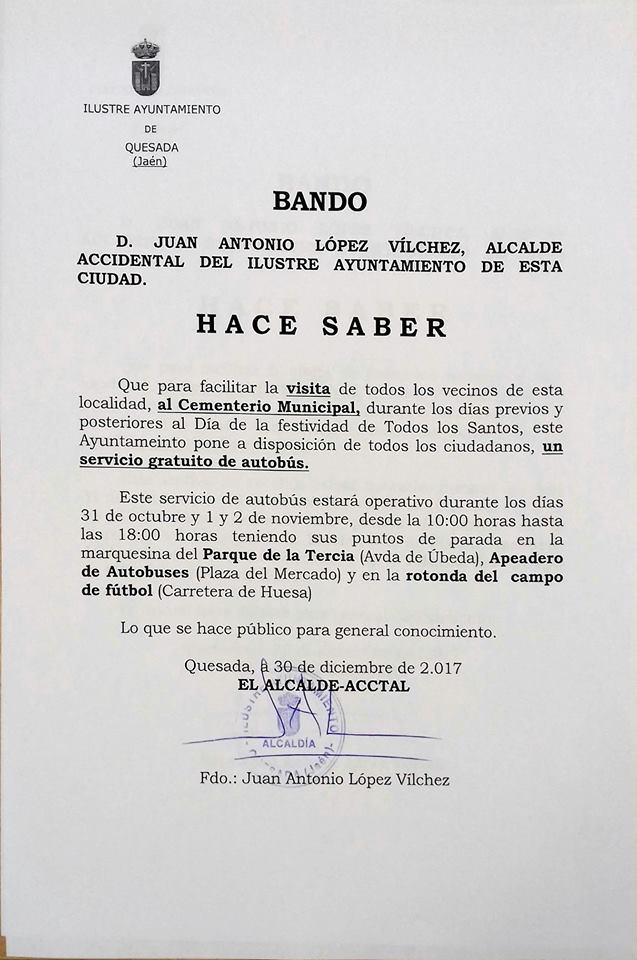 ILUSTRE AYUNTAMIENTO
DE
QUESADA
(Jaén)
BANDO
D. JUAN ANTONIO LÓPEZ VÍLCHEZ, ALCALDE
ACCIDENTAL DEL ILUSTRE AYUNTAMIENTO DE ESTA
CIUDAD.
HACE SABER
Que para facilitar la visita de todos los vecinos de esta
localidad, al Cementerio Municipal, durante los días previos y
posteriores al Día de la festividad de Todos los Santos, este
Ayuntameinto pone a disposición de todos los ciudadanos, un
servicio gratuito de autobús.
Este servicio de autobús estará operativo durante los días
31 de octubre y 1 y 2 de noviembre, desde la 10:00 horas hasta
las 18:00 horas teniendo sus puntos de parada en la
marquesina del Parque de la Tercia (Avda de Úbeda), Apeadero
de Autobuses (Plaza del Mercado) y en la rotonda del campo
de fútbol (Carretera de Huesa)
Lo que se hace público para general conocimiento.
Quesada, a 30 de diciembre de 2.017
EL ALCALDE-ACCTAL
ALCALDÍA
(Jaén)
Fdo.: Juan Antonio López Vílchez